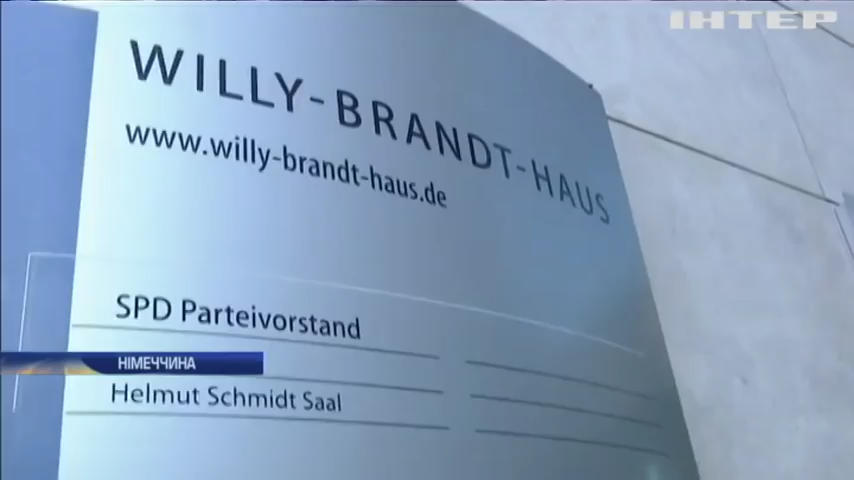 ІНТЕР
WILLY-BRANDT-HAUS
www.willy-brandt-haus.de
SPD Parteivorstand
НІМЕЧЧИНА
Helmut Schmidt Saal